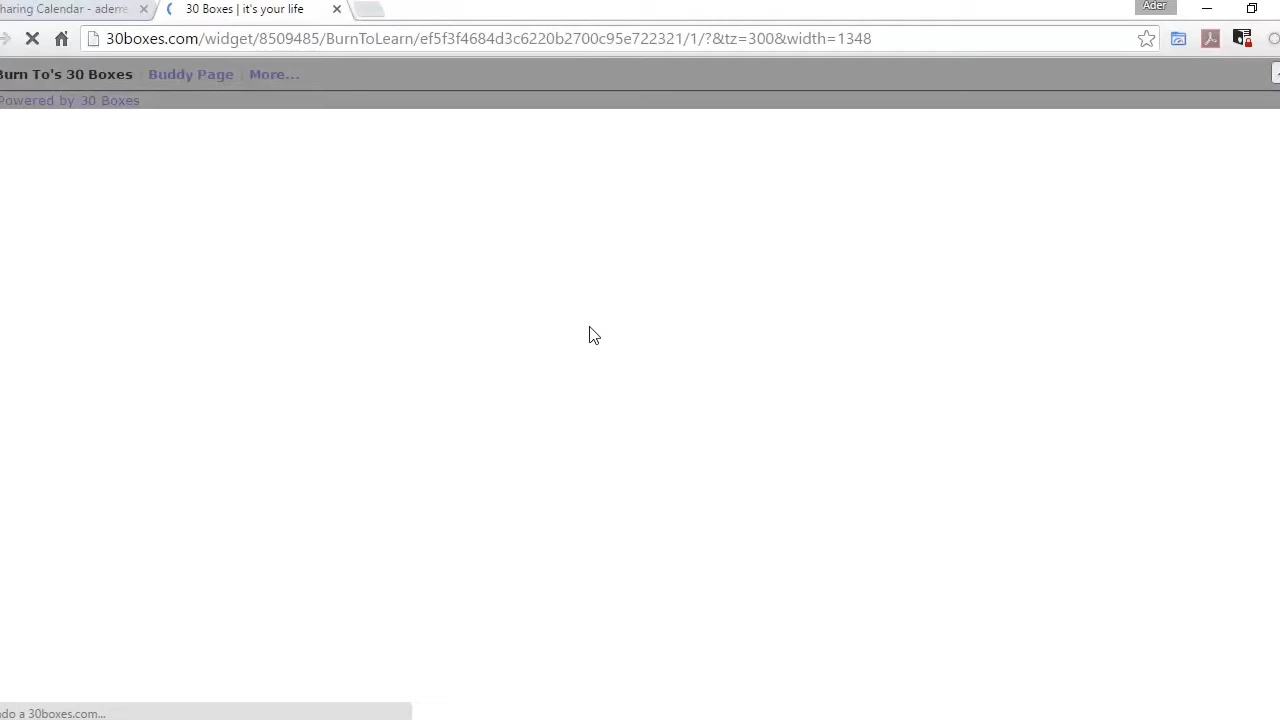 haring Calendar - adem
30 Boxes | it's your life
Ader
30boxes.com/widget/8509485/BurnToLearn/ef5f3f4684d3c6220b2700c95e722321/1/?&tz=300&width=1348
Burn To's 30 Boxes Buddy Page More...
Powered by 30 Boxes
ndo a 30boxes.com...